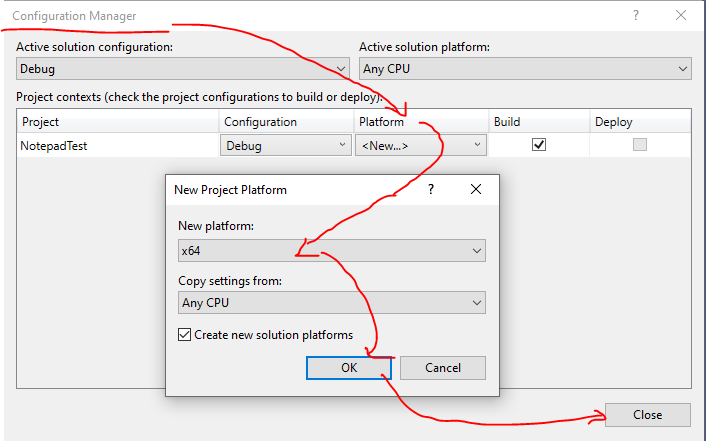 Configuration Manager
?
Active solution configuration: Active solution platform:
Debug Any CPU
Project contexts (check the project configurations to build or deploy):
Project Configuration Platform Build Deploy
NotepadTest Debug <New...>
New Project Platform
?
New platform:
x64
Copy settings from:
Any CPU
Create new solution platforms
OK Cancel
Close